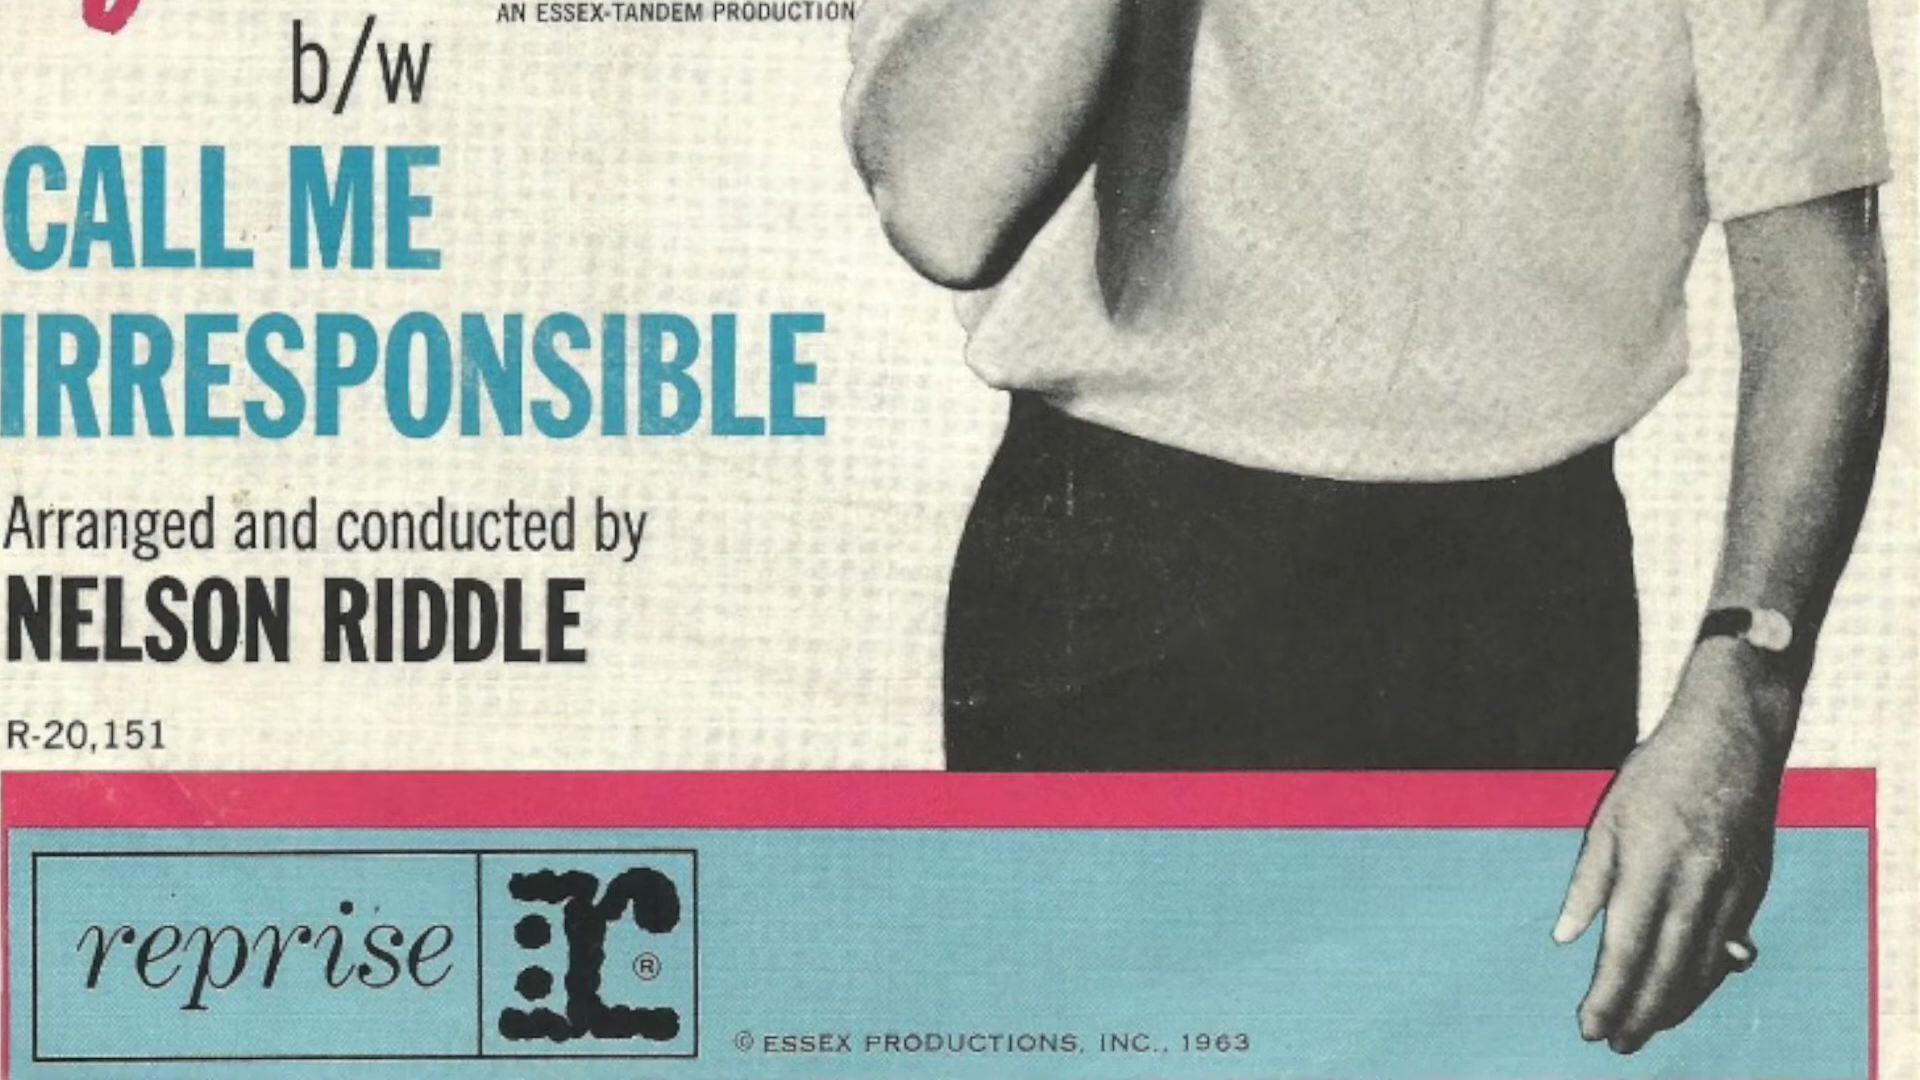 AN ESSEX-TANDEM PRODUCTION
b/w
CALL ME
IRRESPONSIBLE
Arranged and conducted by
NELSON RIDDLE
R-20,151
reprise r ®
© ESSEX PRODUCTIONS, INC., 1963